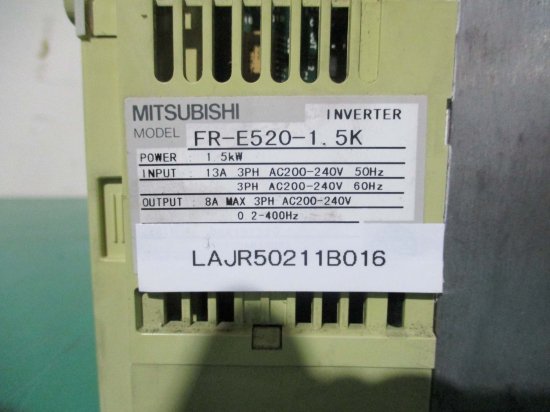 MITSUBISHI INVERTER
MODEL FR-E520-1.5K
POWER : 1.5kW
INPUT : 13A 3PH AC200-240V 50Hz
3PH AC200-240V 60Hz
OUTPUT : 8A MAX 3PH AC200-240V
0 2-400Hz
LAJR50211B016